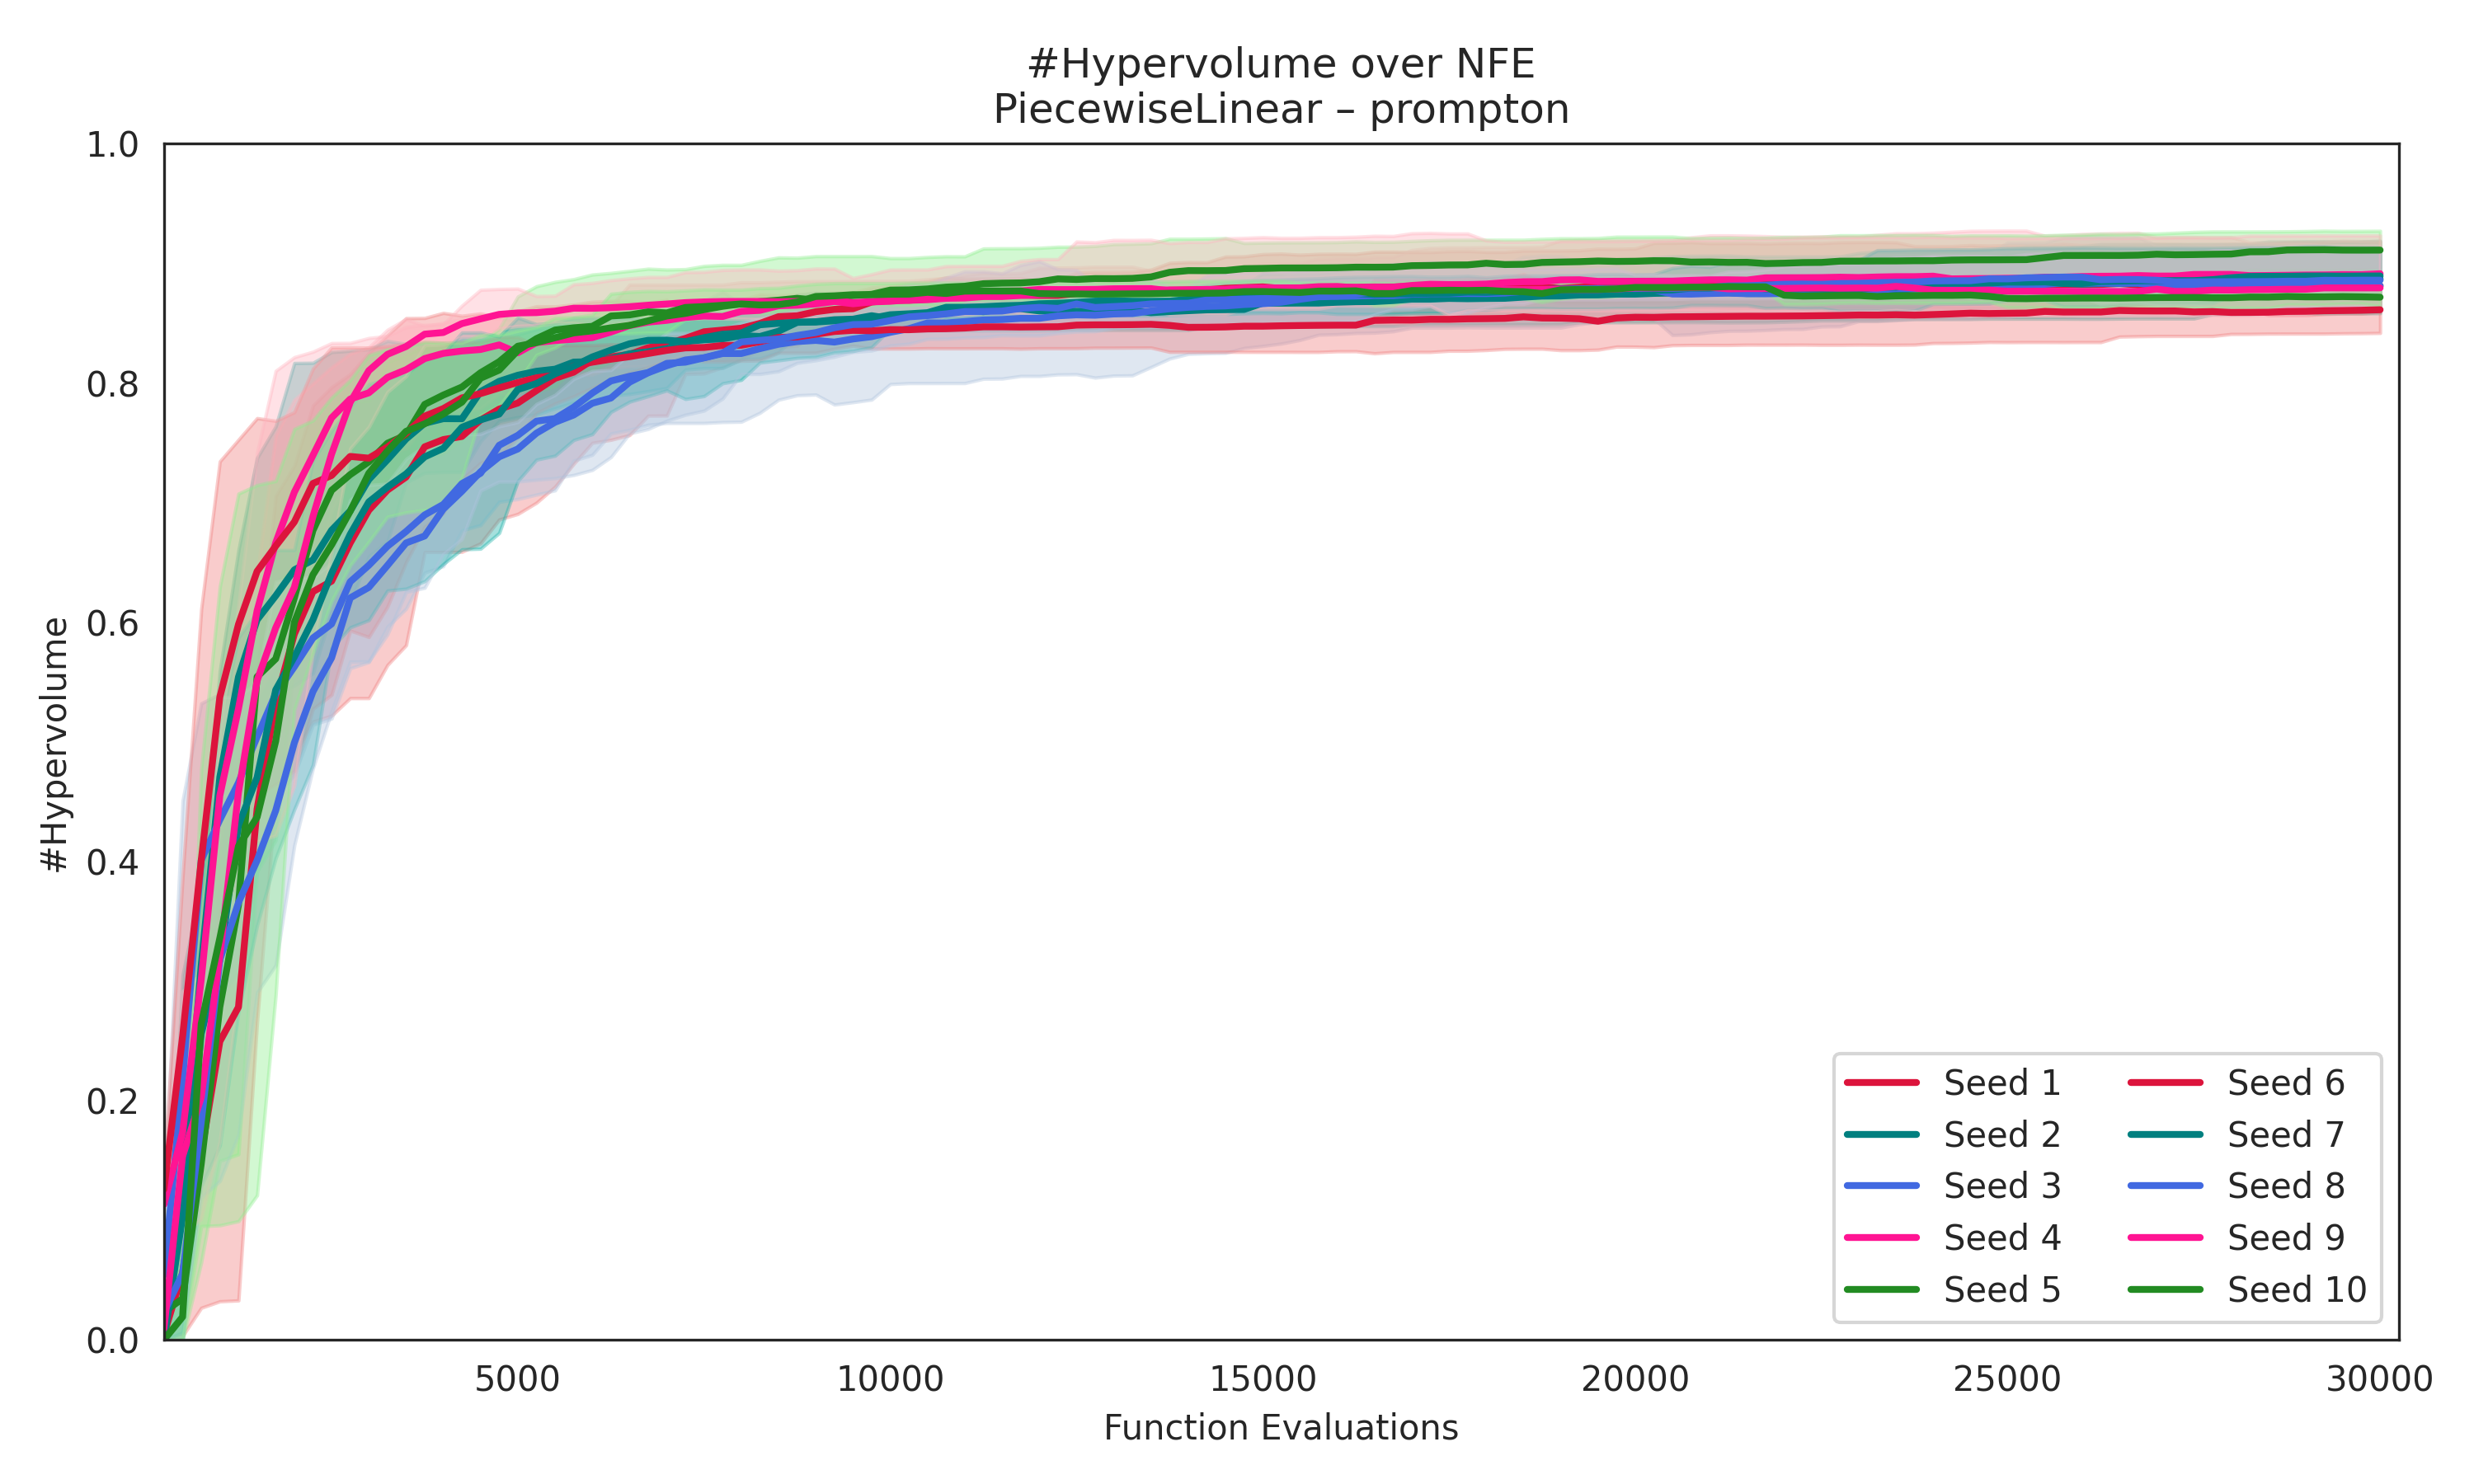 #Hypervolume over NFE
PiecewiseLinear – prompton
1.0
0.8
0.6
0.4
0.2
0.0
#Hypervolume
5000 10000 15000 20000 25000 30000
Function Evaluations
Seed 1 Seed 6
Seed 2 Seed 7
Seed 3 Seed 8
Seed 4 Seed 9
Seed 5 Seed 10